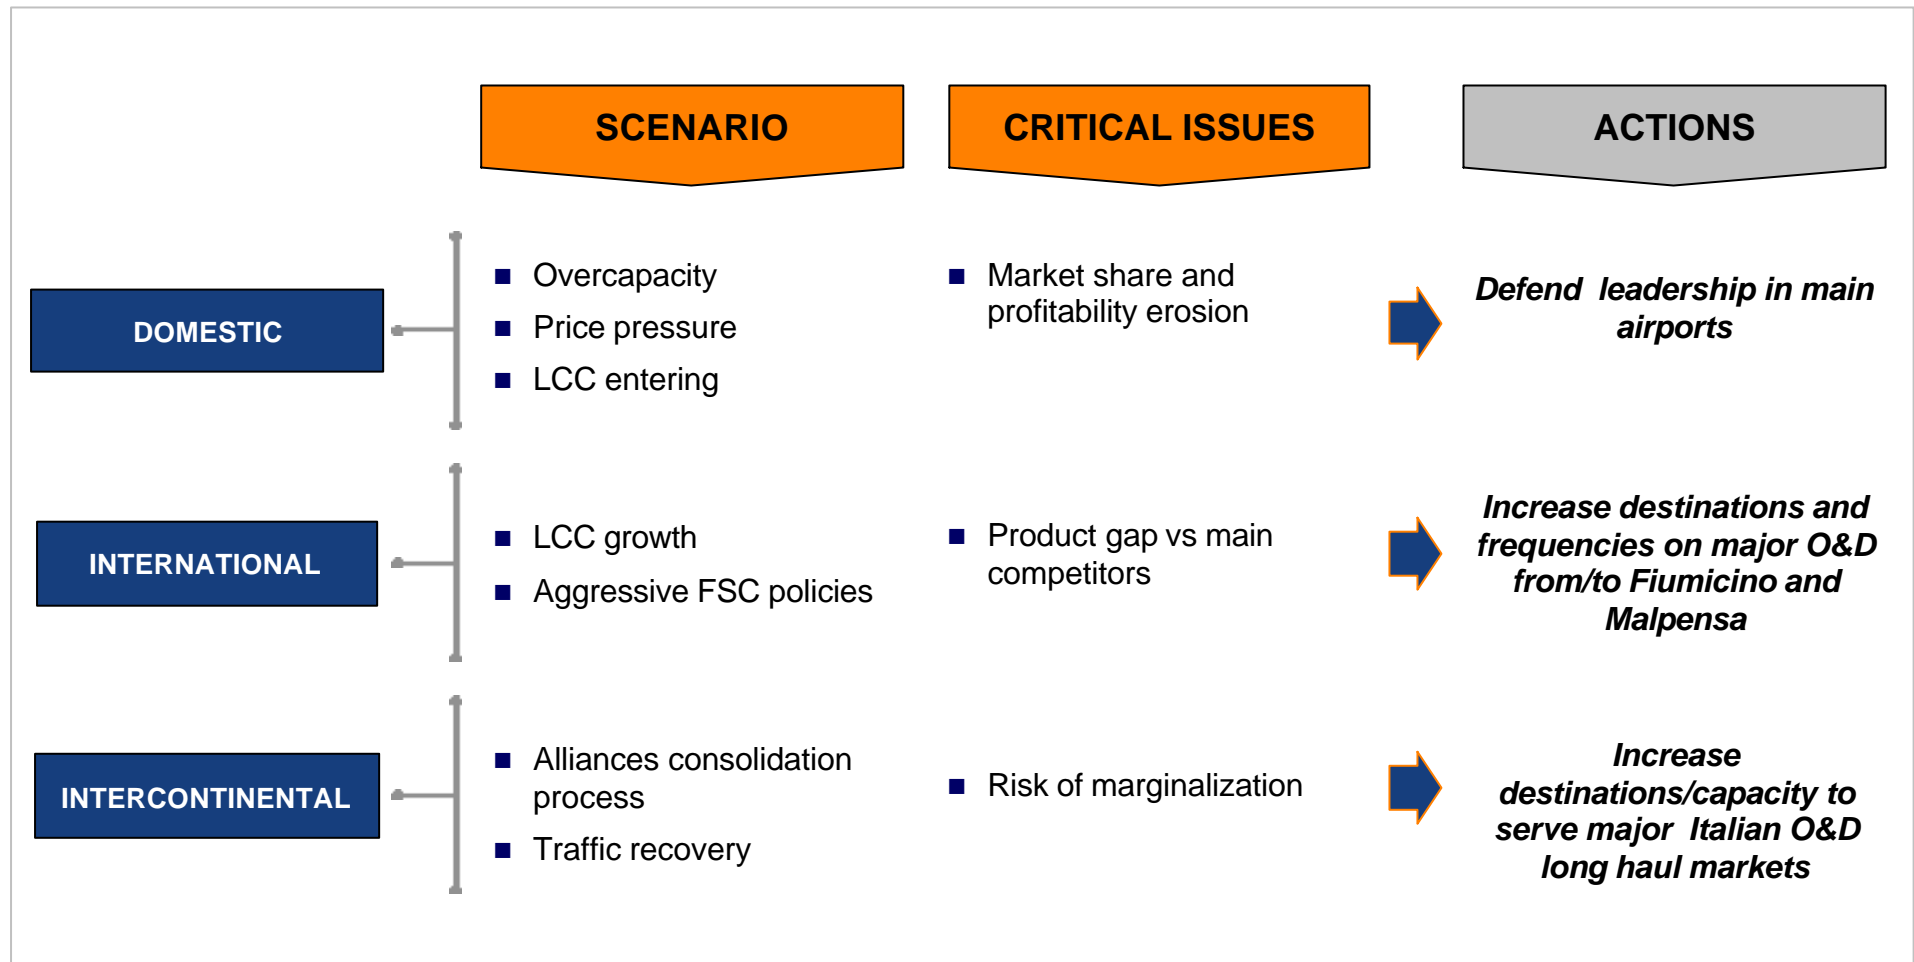 SCENARIO
CRITICAL ISSUES
ACTIONS
DOMESTIC
Overcapacity
Price pressure
LCC entering
Market share and
profitability erosion
Defend leadership in main
airports
INTERNATIONAL
LCC growth
Aggressive FSC policies
Product gap vs main
competitors
Increase destinations and
frequencies on major O&D
from/to Fiumicino and
Malpensa
INTERCONTINENTAL
Alliances consolidation
process
Traffic recovery
Risk of marginalization
Increase
destinations/capacity to
serve major Italian O&D
long haul markets